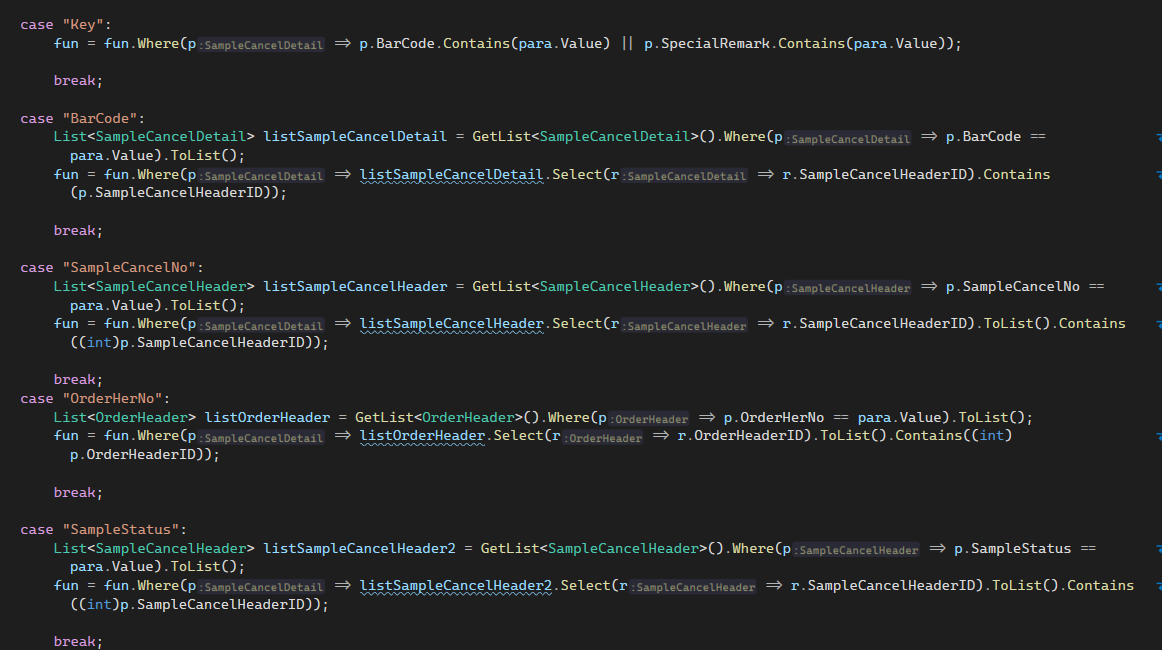 case "Key":
fun = fun.Where(p:SampleCancelDetail => p.BarCode.Contains(para.Value) || p.SpecialRemark.Contains(para.Value));
break;
case "BarCode":
List<SampleCancelDetail> listSampleCancelDetail = GetList<SampleCancelDetail>().Where(p:SampleCancelDetail => p.BarCode ==
para.Value).ToList();
fun = fun.Where(p:SampleCancelDetail => listSampleCancelDetail.Select(r:SampleCancelDetail => r.SampleCancelHeaderID).Contains
(p.SampleCancelHeaderID));
break;
case "SampleCancelNo":
List<SampleCancelHeader> listSampleCancelHeader = GetList<SampleCancelHeader>().Where(p:SampleCancelHeader => p.SampleCancelNo ==
para.Value).ToList();
fun = fun.Where(p:SampleCancelDetail => listSampleCancelHeader.Select(r:SampleCancelHeader => r.SampleCancelHeaderID).ToList().Contains
((int)p.SampleCancelHeaderID));
break;
case "OrderHerNo":
List<OrderHeader> listOrderHeader = GetList<OrderHeader>().Where(p:OrderHeader => p.OrderHerNo == para.Value).ToList();
fun = fun.Where(p:SampleCancelDetail => listOrderHeader.Select(r:OrderHeader => r.OrderHeaderID).ToList().Contains((int)
p.OrderHeaderID));
break;
case "SampleStatus":
List<SampleCancelHeader> listSampleCancelHeader2 = GetList<SampleCancelHeader>().Where(p:SampleCancelHeader => p.SampleStatus ==
para.Value).ToList();
fun = fun.Where(p:SampleCancelDetail => listSampleCancelHeader2.Select(r:SampleCancelHeader => r.SampleCancelHeaderID).ToList().Contains
((int)p.SampleCancelHeaderID));
break;